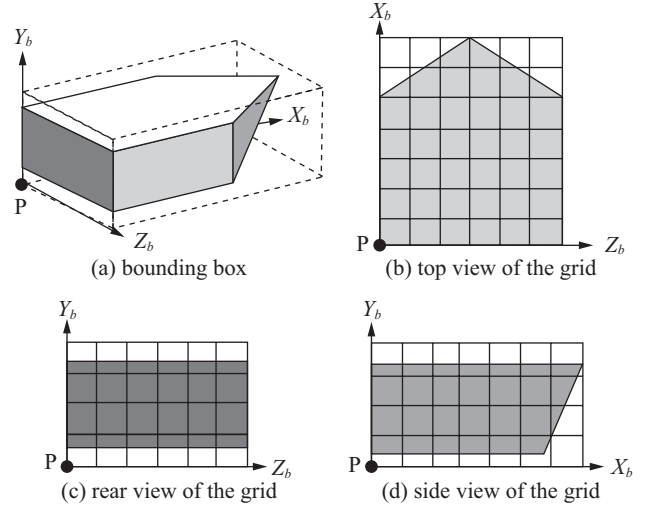 Y_b
X_b
P
Z_b
(a) bounding box
X_b
P
Z_b
(b) top view of the grid
Y_b
P
Z_b
(c) rear view of the grid
Y_b
P
X_b
(d) side view of the grid